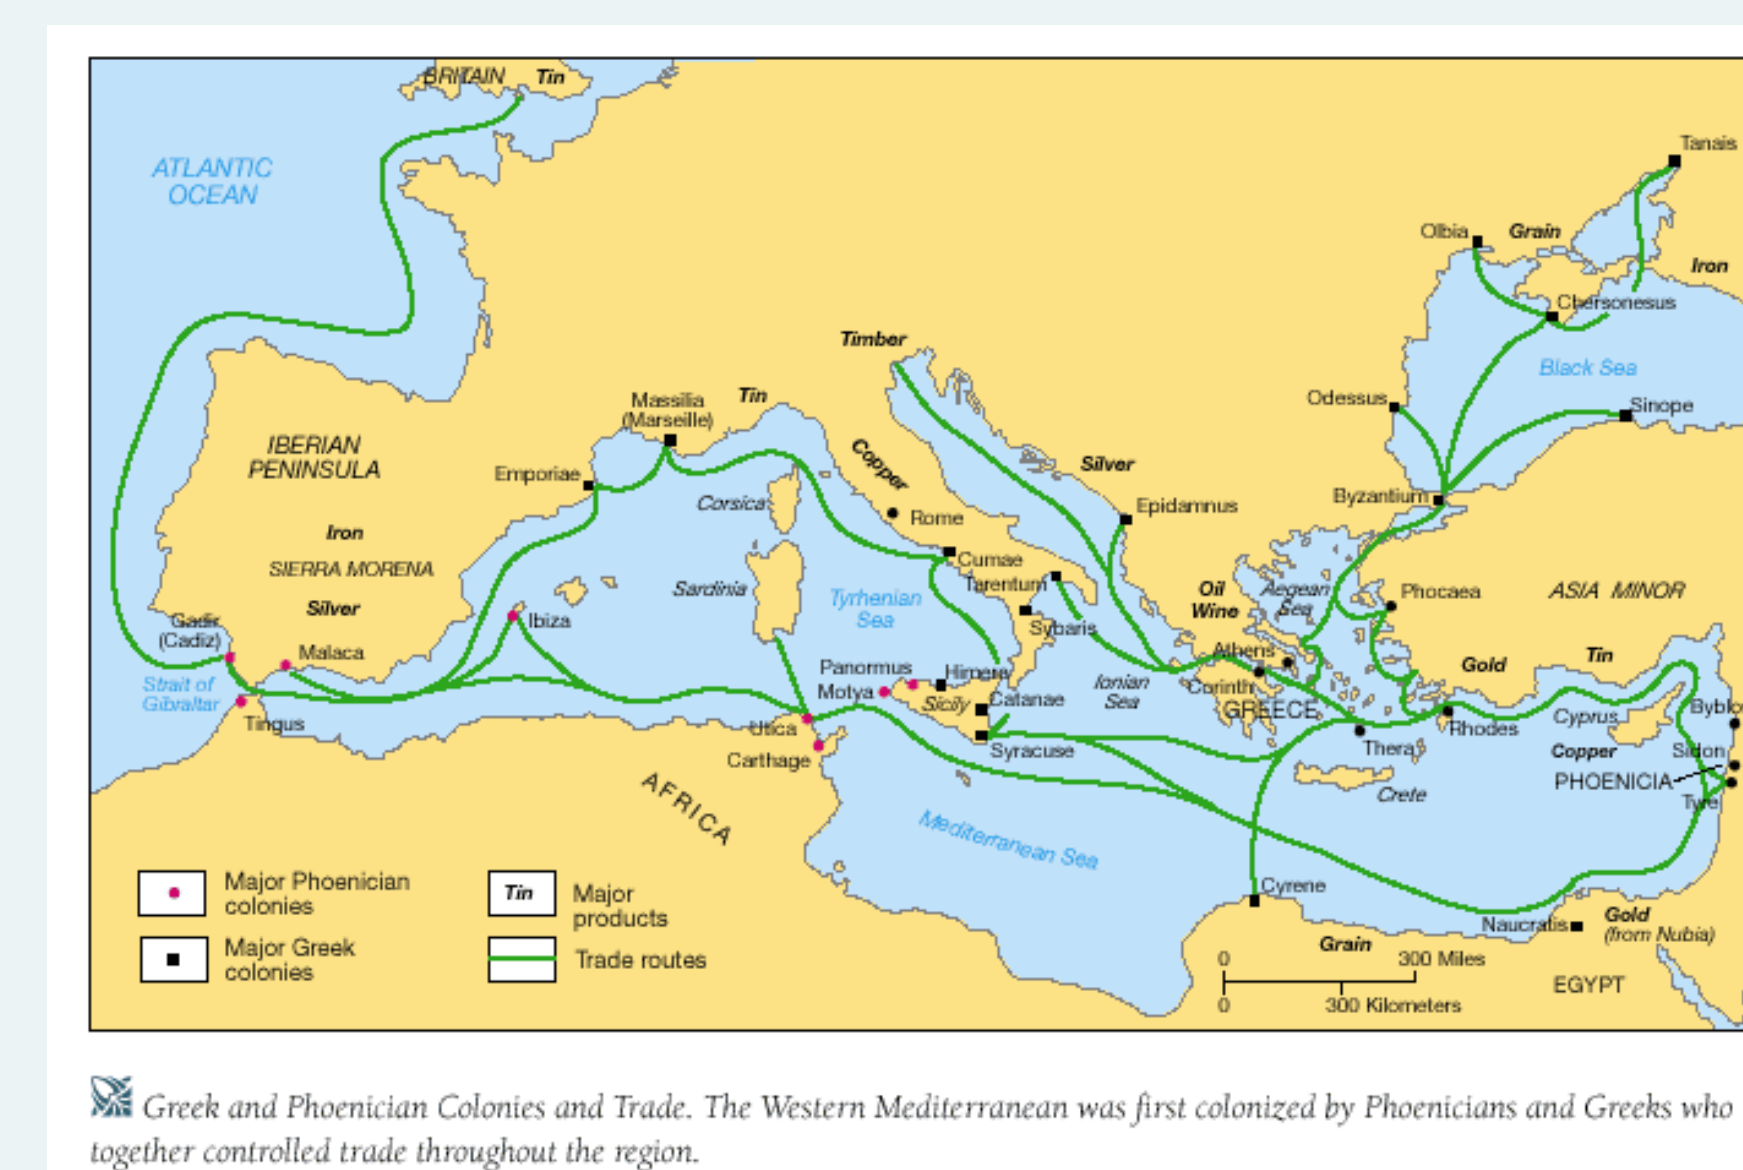 BRITAIN Tin
ATLANTIC
OCEAN
Tanais
Olbia Grain
Iron
Chersonesus
Timber
Black Sea
Massilia
(Marseille)
Tin
Odessus
Sinope
IBERIAN
PENINSULA
Copper
Silver
Emporiae
Corsica
Rome
Epidamnus
Byzantium
Iron
SIERRA MORENA
Silver
Cumae
Tarentum
Sardinia
Tyrrhenian
Sea
Oil
Wine
Aegean
Sea
Phocaea
ASIA MINOR
Gadir
(Cadiz)
Ibiza
Sybaris
Malaca
Athens
Tin
Gold
Strait of
Gibraltar
Panormus
Motya
Himera
Sicily
Catanae
Ionian
Sea
Corinth
GREECE
Tingus
Utica
Carthage
Syracuse
Thera
Rhodes
Cyprus
Copper
Byblo
Sidon
PHOENICIA
Tyre
Crete
AFRICA
Mediterranean Sea
Cyrene
Naucratis
Gold
(from Nubia)
Grain
EGYPT
0 300 Miles
0 300 Kilometers
Major Phoenician
colonies
Tin
Major
products
Major Greek
colonies
Trade routes
Greek and Phoenician Colonies and Trade. The Western Mediterranean was first colonized by Phoenicians and Greeks who
together controlled trade throughout the region.